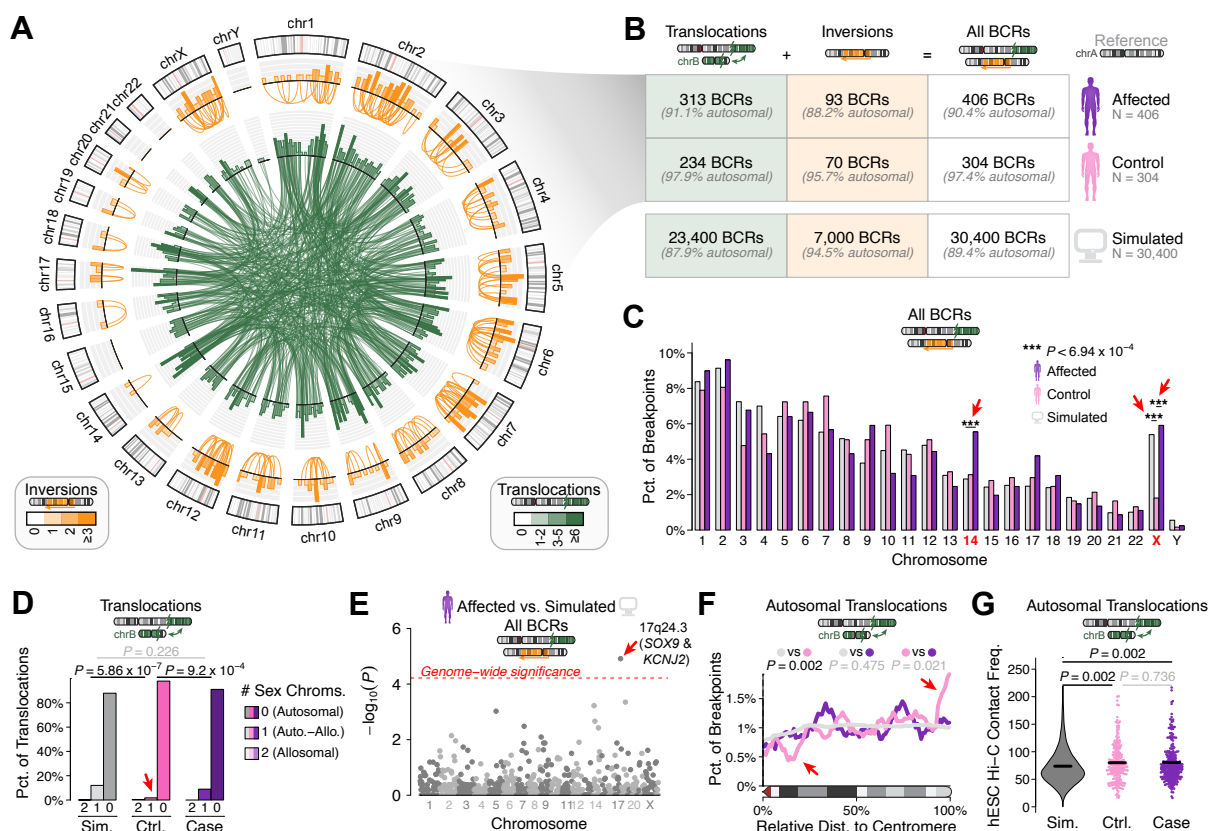 A
chr1
chr2
chr3
chr4
chr5
chr6
chr7
chr8
chr9
chr10
chr11
chr12
chr13
chr14
chr15
chr16
chr17
chr18
chr19
chr20
chr21
chr22
chrX
chrY
Inversions
0
1
2
≥3
Translocations
0
1-2
3-5
≥6
B
Translocations + Inversions = All BCRs
Reference
chrA
chrB
313 BCRs 93 BCRs 406 BCRs Affected
(91.1% autosomal) (88.2% autosomal) (90.4% autosomal) N = 406
234 BCRs 70 BCRs 304 BCRs Control
(97.9% autosomal) (95.7% autosomal) (97.4% autosomal) N = 304
23,400 BCRs 7,000 BCRs 30,400 BCRs Simulated
(87.9% autosomal) (94.5% autosomal) (89.4% autosomal) N = 30,400
C
All BCRs
*** P < 6.94 x 10⁻⁴
Affected
Control
Simulated
Pct. of Breakpoints
10%
8%
6%
4%
2%
0%
***
***
***
1 2 3 4 5 6 7 8 9 10 11 12 13 14 15 16 17 18 19 20 21 22 X Y
Chromosome
D
Translocations
chrB
P = 0.226
P = 5.86 x 10⁻⁷ P = 9.2 x 10⁻⁴
Pct. of Translocations
80%
60%
40%
20%
0%
2 1 0 2 1 0 2 1 0
Sim. Ctrl. Case
# Sex Chroms.
0 (Autosomal)
1 (Auto.–Allo.)
2 (Allosomal)
E
Affected vs. Simulated
All BCRs
17q24.3
(SOX9 &
KCNJ2)
Genome−wide significance
−log₁₀(P)
6
4
2
0
1 2 3 4 5 6 7 8 9 10 11 12 14 17 20 X
Chromosome
F
Autosomal Translocations
chrB
vs vs vs
P = 0.002 P = 0.475 P = 0.021
Pct. of Breakpoints
1.5%
1%
0.5%
0%
0% 50% 100%
Relative Dist. to Centromere
G
Autosomal Translocations
chrB
P = 0.002
P = 0.002 P = 0.736
hESC Hi−C Contact Freq.
250
200
150
100
50
0
Sim. Ctrl. Case